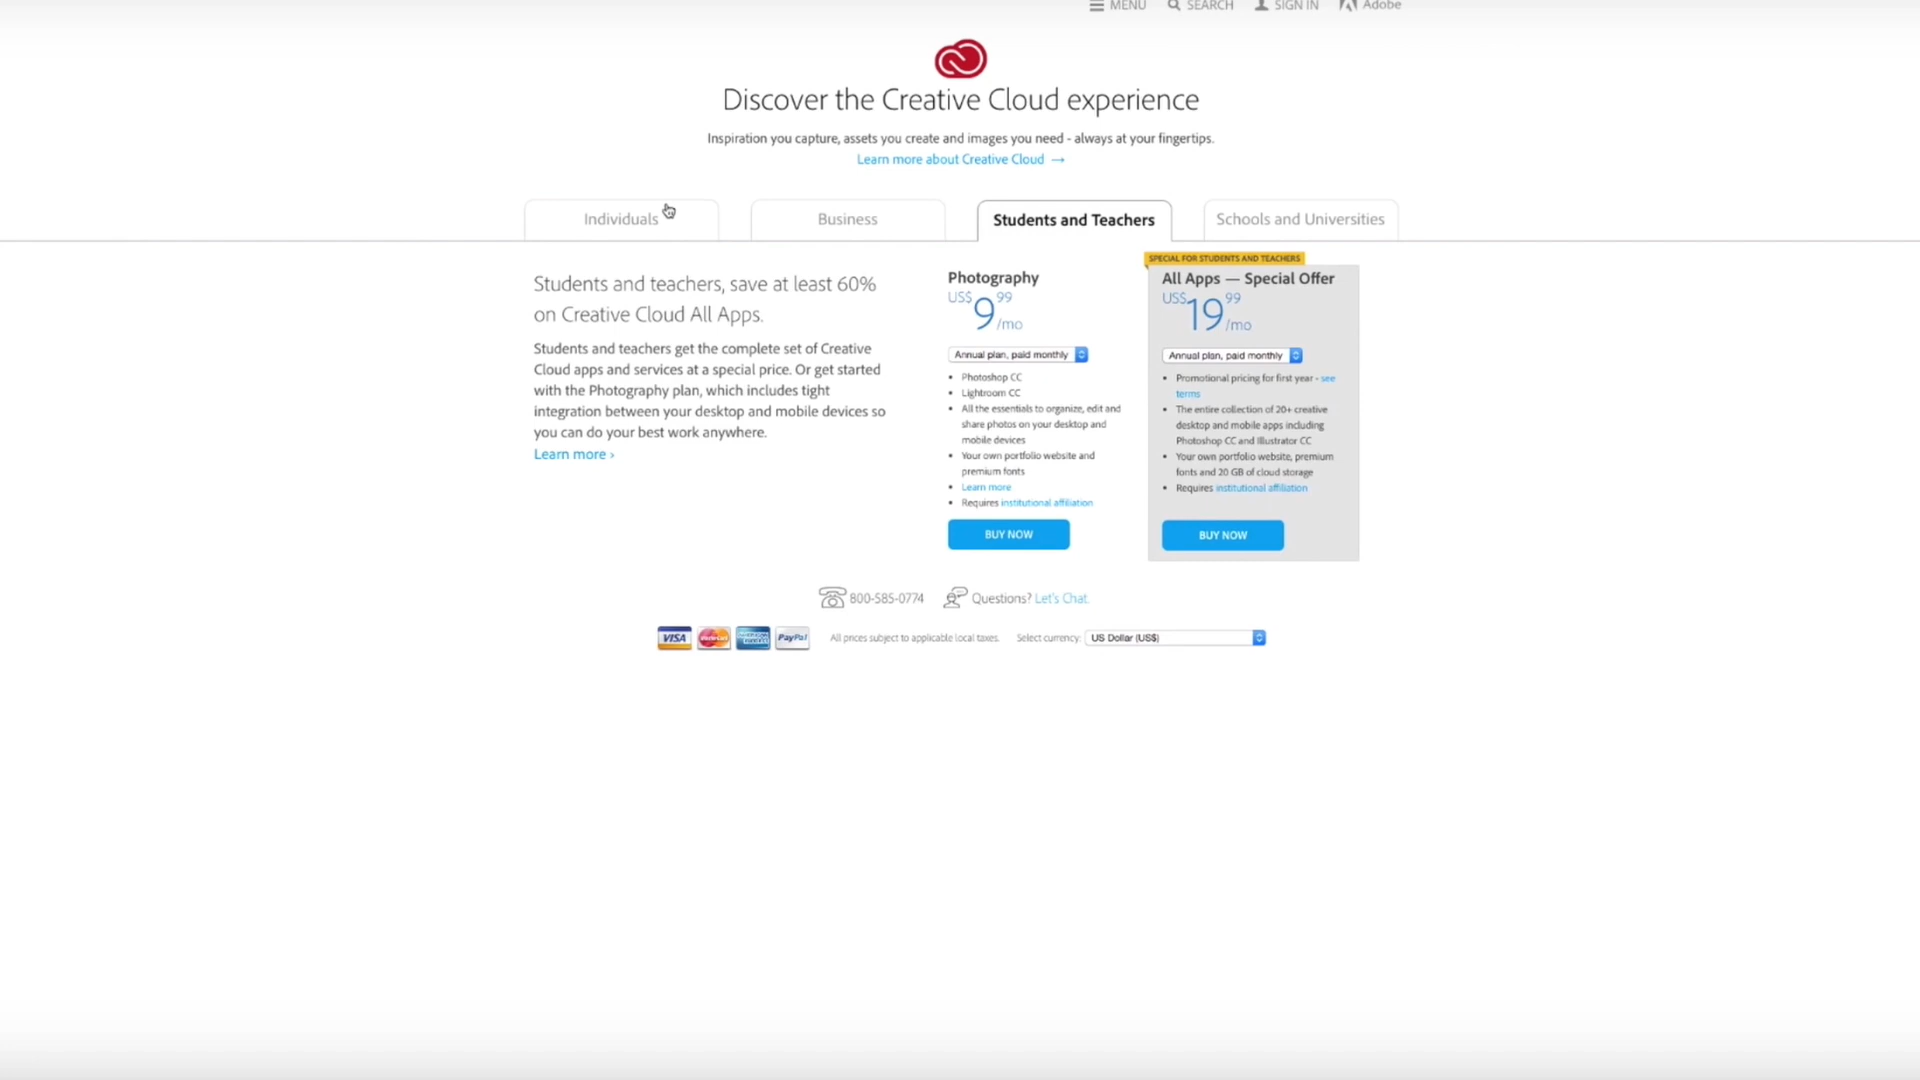 MENU SEARCH SIGN IN Adobe
Discover the Creative Cloud experience
Inspiration you capture, assets you create and images you need - always at your fingertips.
Learn more about Creative Cloud →
Individuals
Business
Students and Teachers
Schools and Universities
Students and teachers, save at least 60%
on Creative Cloud All Apps.
Students and teachers get the complete set of Creative
Cloud apps and services at a special price. Or get started
with the Photography plan, which includes tight
integration between your desktop and mobile devices so
you can do your best work anywhere.
Learn more ›
Photography
US$ 9 99 /mo
Annual plan, paid monthly
• Photoshop CC
• Lightroom CC
• All the essentials to organize, edit and
share photos on your desktop and
mobile devices
• Your own portfolio website and
premium fonts
• Learn more
• Requires institutional affiliation
BUY NOW
SPECIAL FOR STUDENTS AND TEACHERS
All Apps — Special Offer
US$ 19 99 /mo
Annual plan, paid monthly
• Promotional pricing for first year - see
terms
• The entire collection of 20+ creative
desktop and mobile apps including
Photoshop CC and Illustrator CC
• Your own portfolio website, premium
fonts and 20 GB of cloud storage
• Requires institutional affiliation
BUY NOW
800-585-0774 Questions? Let's Chat.
VISA MasterCard AMERICAN EXPRESS PayPal All prices subject to applicable local taxes. Select currency: US Dollar (US$)